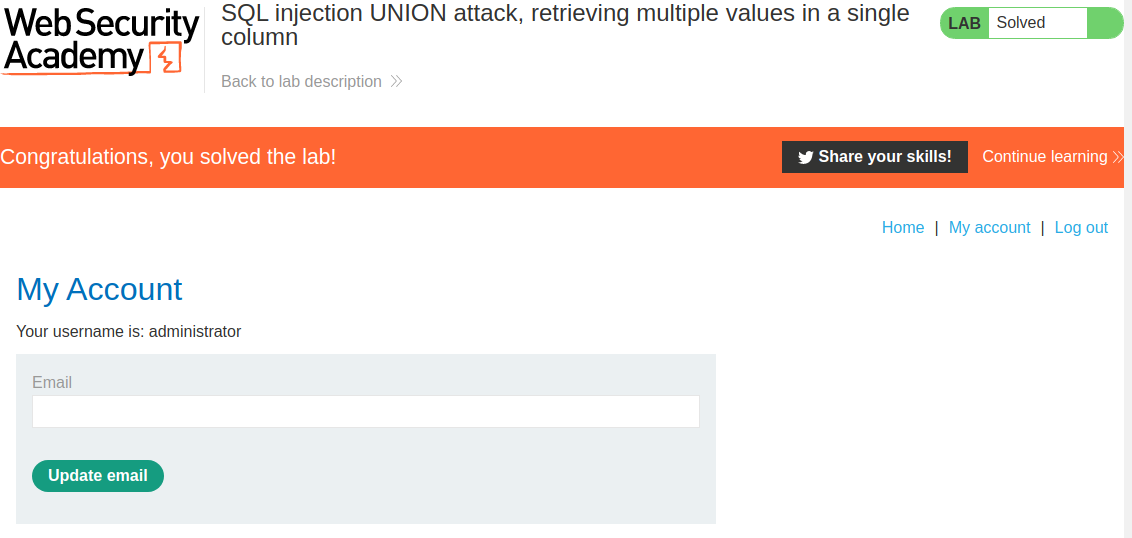 Web Security
Academy
SQL injection UNION attack, retrieving multiple values in a single
column
Back to lab description
LAB Solved
Congratulations, you solved the lab!
Share your skills! Continue learning
Home | My account | Log out
My Account
Your username is: administrator
Email
Update email